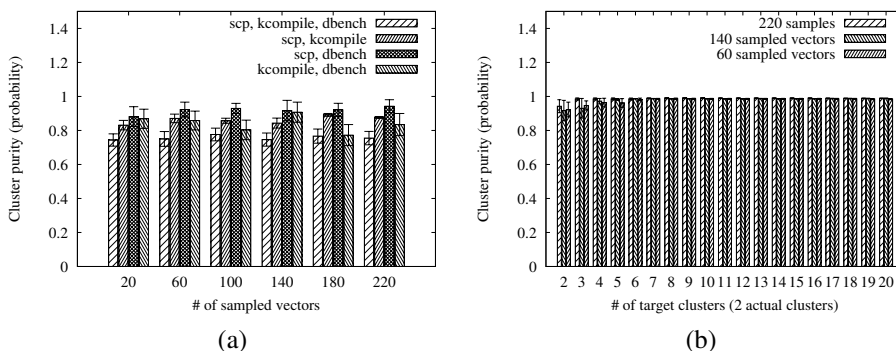 scp, kcompile, dbench
scp, kcompile
scp, dbench
kcompile, dbench
Cluster purity (probability)
1.4
1.2
1
0.8
0.6
0.4
0.2
0
20 60 100 140 180 220
# of sampled vectors
(a)
220 samples
140 sampled vectors
60 sampled vectors
Cluster purity (probability)
1.4
1.2
1
0.8
0.6
0.4
0.2
0
2 3 4 5 6 7 8 9 10 11 12 13 14 15 16 17 18 19 20
# of target clusters (2 actual clusters)
(b)